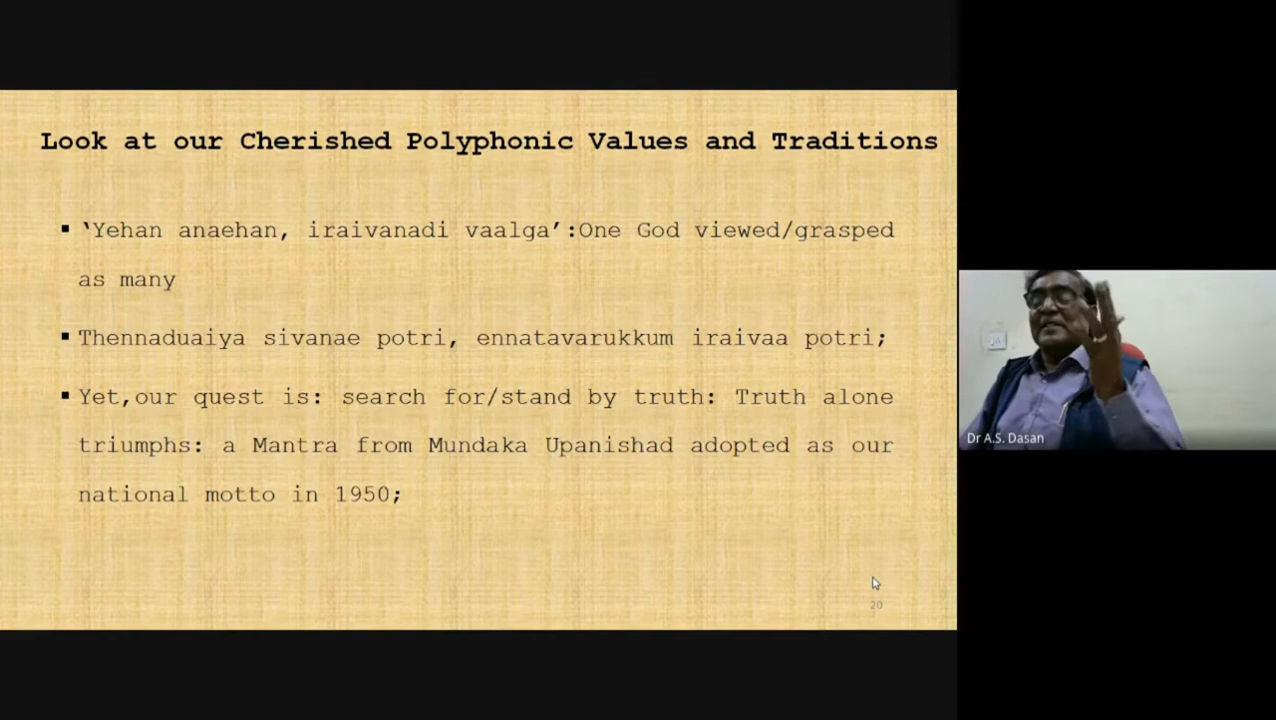 Look at our Cherished Polyphonic Values and Traditions
▪ ‘Yehan anaehan, iraivanadi vaalga’:One God viewed/grasped
as many
▪ Thennaduaiya sivanae potri, ennatavarukkum iraivaa potri;
▪ Yet,our quest is: search for/stand by truth: Truth alone
triumphs: a Mantra from Mundaka Upanishad adopted as our
national motto in 1950;
20
Dr A.S. Dasan